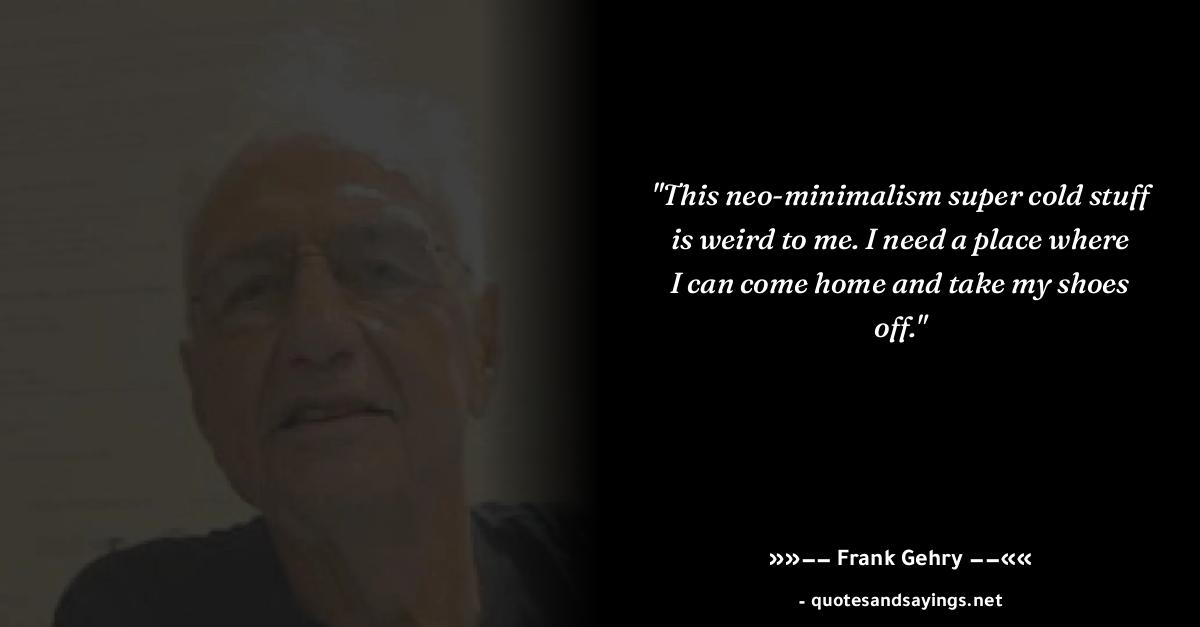 "This neo-minimalism super cold stuff
is weird to me. I need a place where
I can come home and take my shoes
off."
»»–– Frank Gehry ––««
- quotesandsayings.net